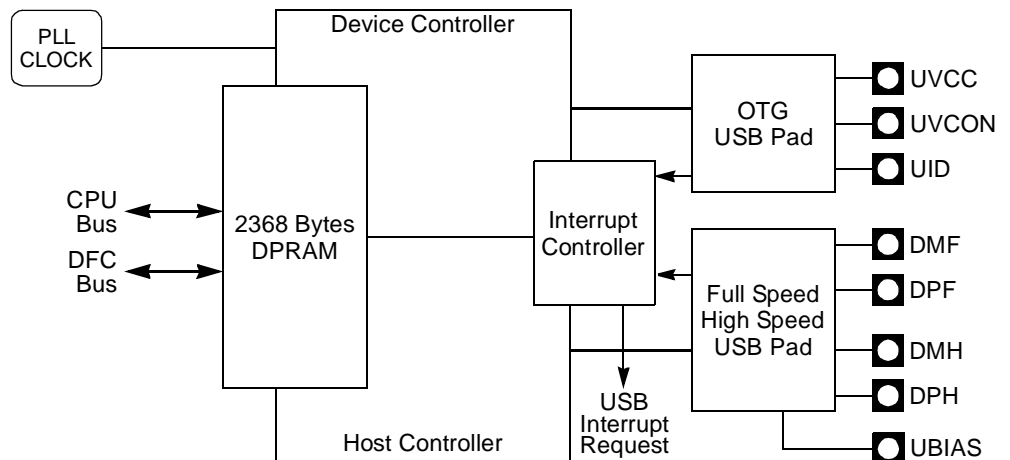 Device Controller
PLL
CLOCK
OTG
USB Pad
UVCC
UVCON
UID
CPU
Bus
DFC
Bus
2368 Bytes
DPRAM
Interrupt
Controller
Full Speed
High Speed
USB Pad
DMF
DPF
DMH
DPH
UBIAS
USB
Interrupt
Request
Host Controller